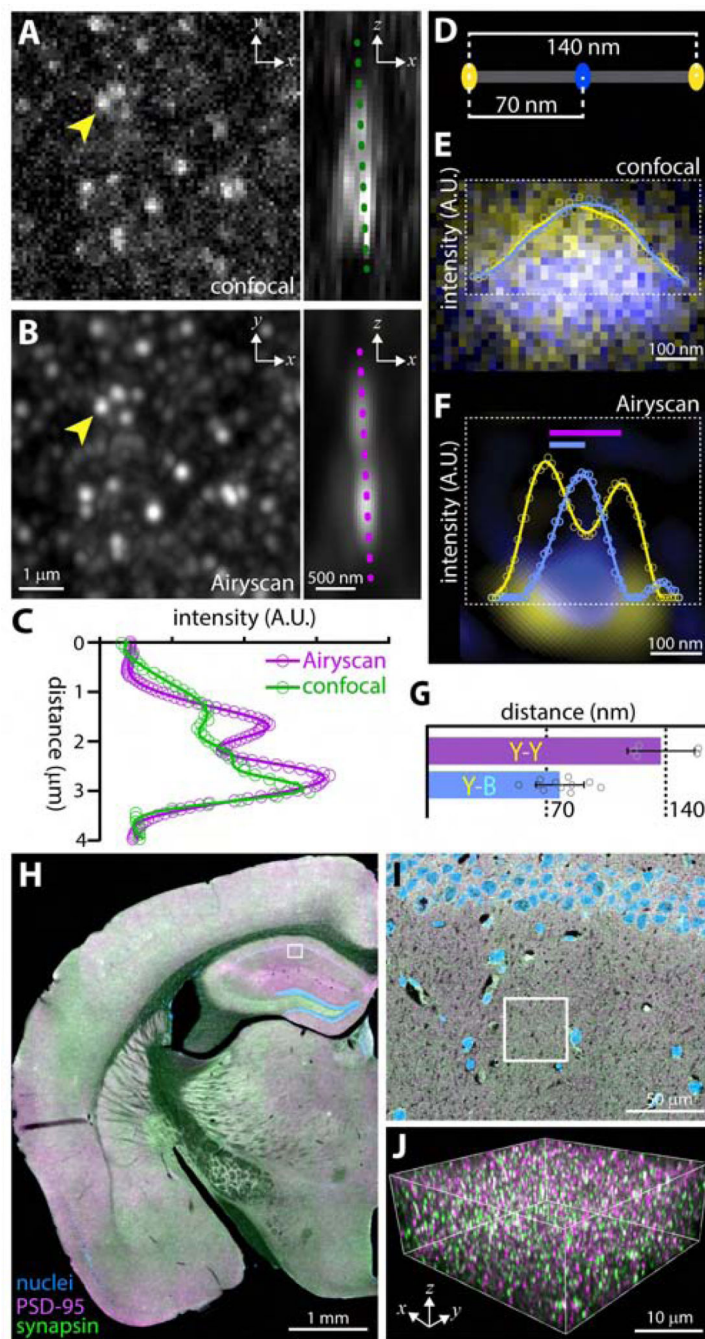 A
y
x
confocal
z
x
B
y
x
1 μm
Airyscan
z
x
500 nm
C
intensity (A.U.)
distance (μm)
0
1
2
3
4
Airyscan
confocal
D
140 nm
70 nm
E
confocal
intensity (A.U.)
100 nm
F
Airyscan
intensity (A.U.)
100 nm
G
distance (nm)
Y-Y
Y-B
70
140
H
nuclei
PSD-95
synapsin
1 mm
I
50 μm
J
z
x
y
10 μm